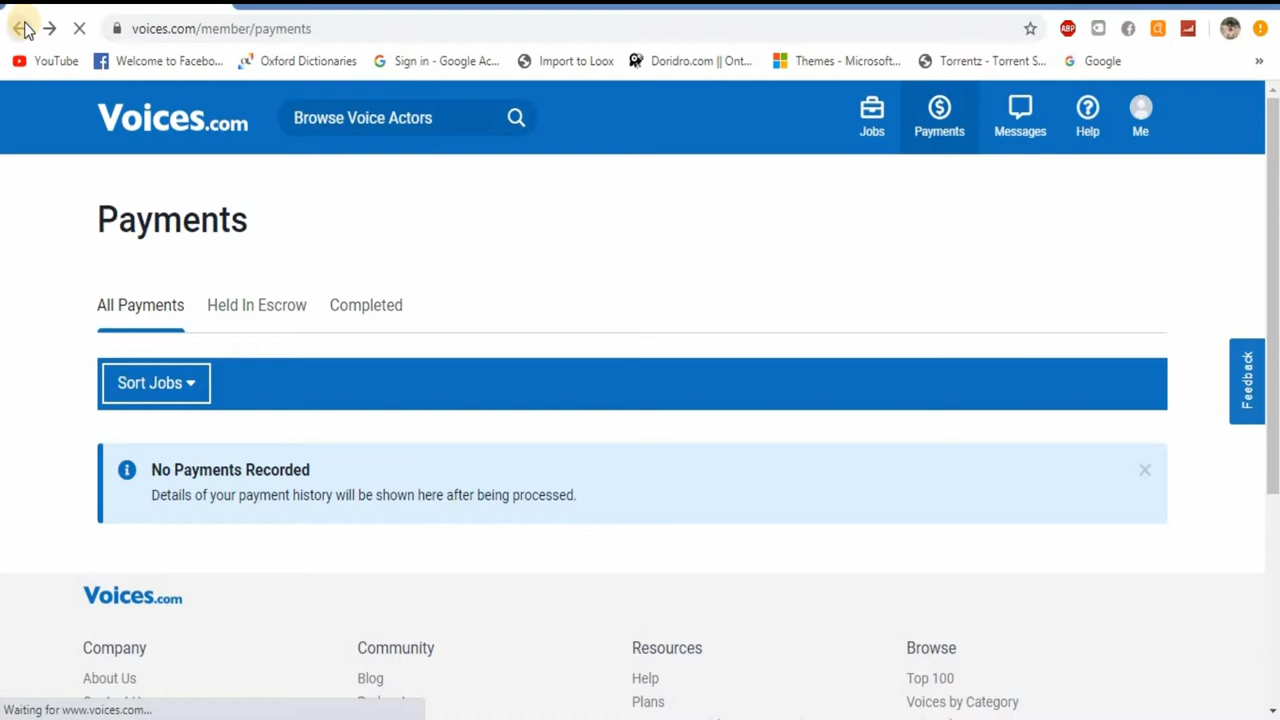 voices.com/member/payments
ABP
YouTube
Welcome to Facebo...
Oxford Dictionaries
Sign in - Google Ac...
Import to Loox
Doridro.com || Ont...
Themes - Microsoft...
Torrentz - Torrent S...
Google
»
Voices.com
Browse Voice Actors
Jobs
Payments
Messages
Help
Me
Payments
All Payments
Held In Escrow
Completed
Sort Jobs
Feedback
No Payments Recorded
Details of your payment history will be shown here after being processed.
Voices.com
Company
Community
Resources
Browse
About Us
Blog
Help
Top 100
Plans
Voices by Category
Waiting for www.voices.com...